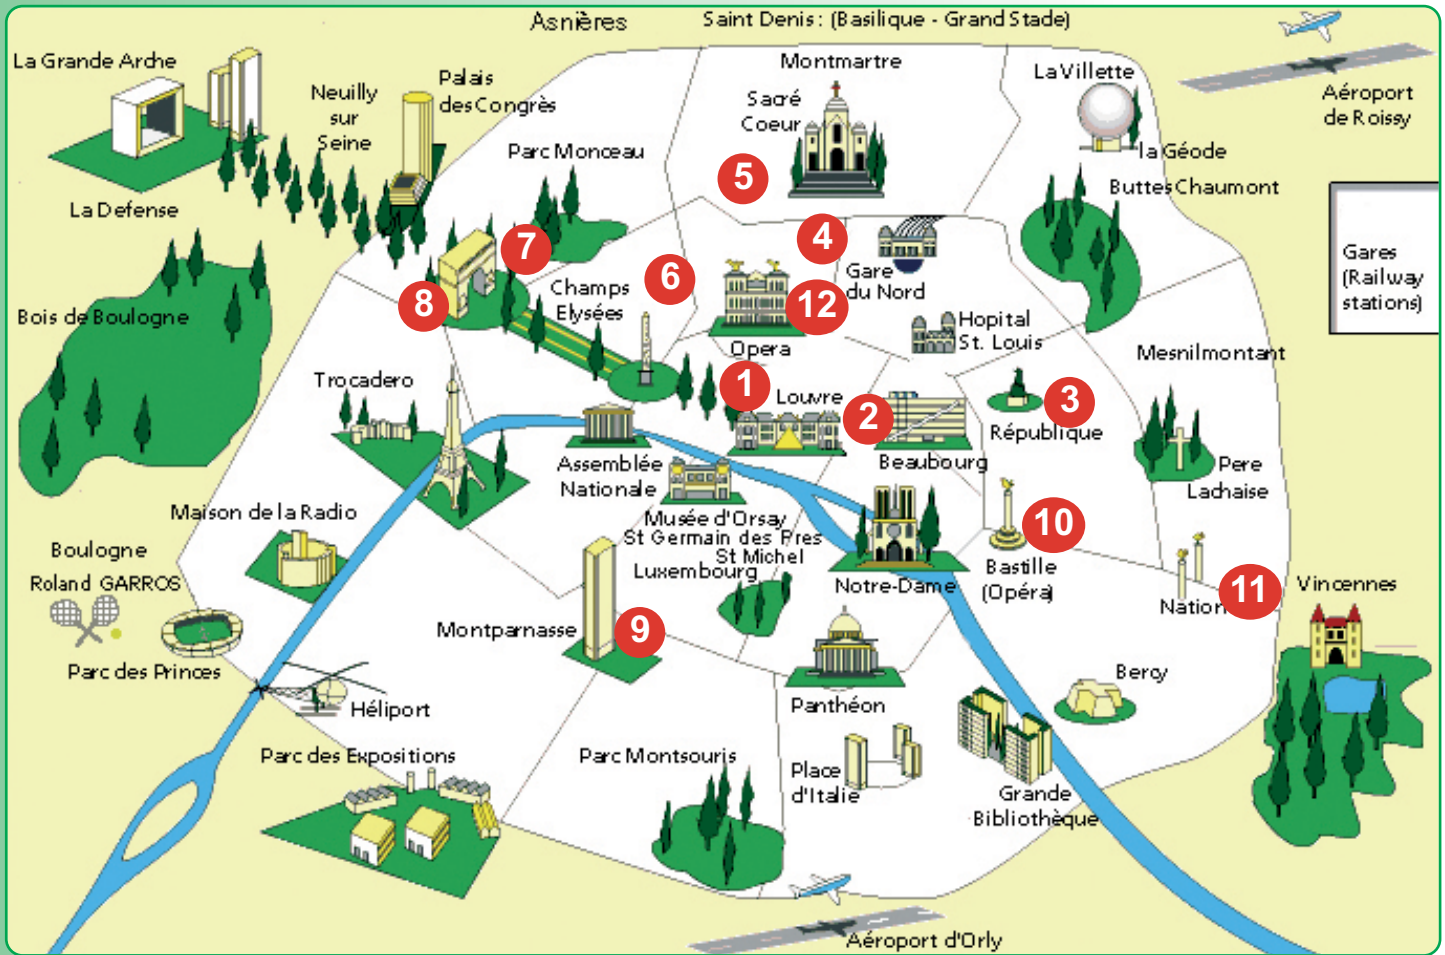 Asnières
Saint Denis : (Basilique - Grand Stade)
La Grande Arche
Palais
des Congrès
Neuilly
sur
Seine
Montmartre
Sacré
Coeur
La Villette
la Géode
Aéroport
de Roissy
Parc Monceau
5
Buttes Chaumont
La Defense
7
4
Gares
(Railway
stations)
6
Gare
du Nord
Champs
Elysées
8
12
Bois de Boulogne
Hopital
St. Louis
Opera
Mesnilmontant
Trocadero
1
Louvre
2
3
République
Assemblée
Nationale
Beaubourg
Pere
Lachaise
Maison de la Radio
Musée d'Orsay
St Germain des Pres
St Michel
Luxembourg
10
Boulogne
Roland GARROS
Notre-Dame
Bastille
(Opéra)
Nation
11
Vincennes
Montparnasse
9
Parc des Princes
Bercy
Héliport
Panthéon
Parc des Expositions
Parc Montsouris
Place
d'Italie
Grande
Bibliothèque
Aéroport d'Orly